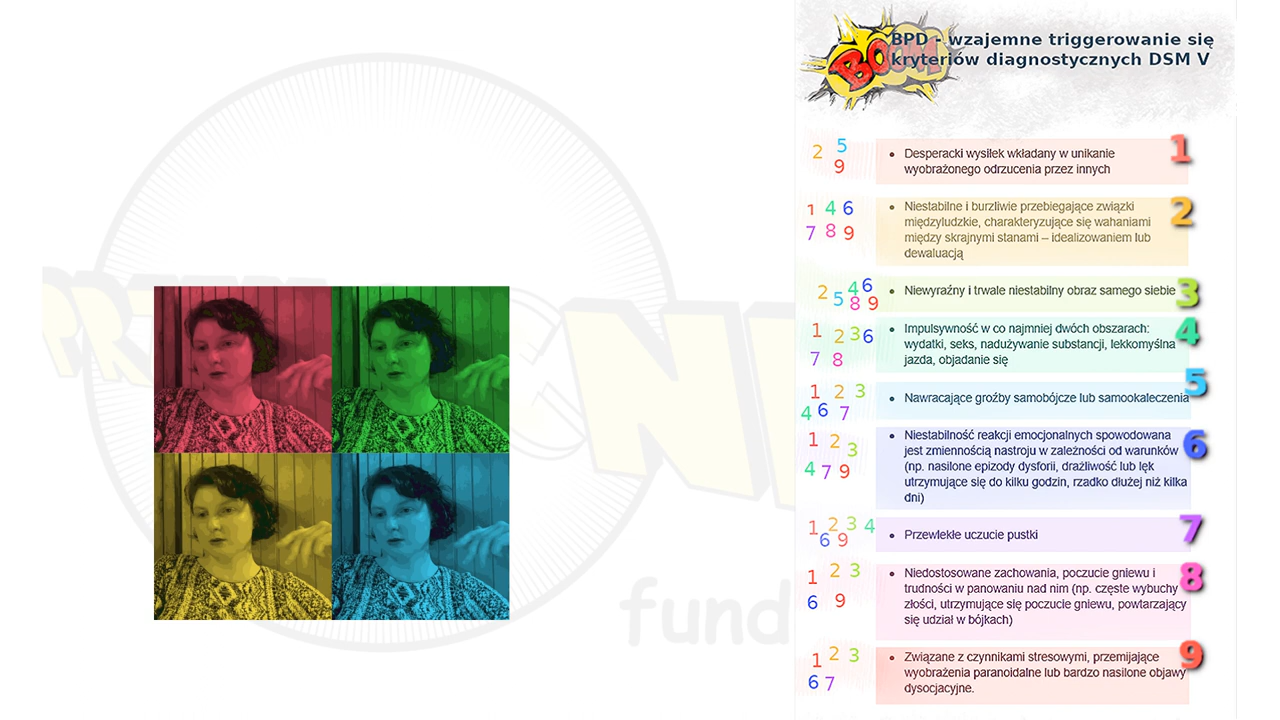 BOOM
BPD - wzajemne triggerowanie się
kryteriów diagnostycznych DSM V
2 5
9
• Desperacki wysiłek wkładany w unikanie
wyobrażonego odrzucenia przez innych
1
1 4 6
7 8 9
• Niestabilne i burzliwie przebiegające związki
międzyludzkie, charakteryzujące się wahaniami
między skrajnymi stanami – idealizowaniem lub
dewaluacją
2
2 5 4 6
8 9
• Niewyraźny i trwale niestabilny obraz samego siebie
3
1 2 3 6
7 8
• Impulsywność w co najmniej dwóch obszarach:
wydatki, seks, nadużywanie substancji, lekkomyślna
jazda, objadanie się
4
1 2 3
4 6 7
• Nawracające groźby samobójcze lub samookaleczenia
5
1 2 3
4 7 9
• Niestabilność reakcji emocjonalnych spowodowana
jest zmiennością nastroju w zależności od warunków
(np. nasilone epizody dysforii, drażliwość lub lęk
utrzymujące się do kilku godzin, rzadko dłużej niż kilka
dni)
6
1 2 3 4
6 9
• Przewlekłe uczucie pustki
7
1 2 3
6 9
• Niedostosowane zachowania, poczucie gniewu i
trudności w panowaniu nad nim (np. częste wybuchy
złości, utrzymujące się poczucie gniewu, powtarzający
się udział w bójkach)
8
1 2 3
6 7
• Związane z czynnikami stresowymi, przemijające
wyobrażenia paranoidalne lub bardzo nasilone objawy
dysocjacyjne.
9
fund